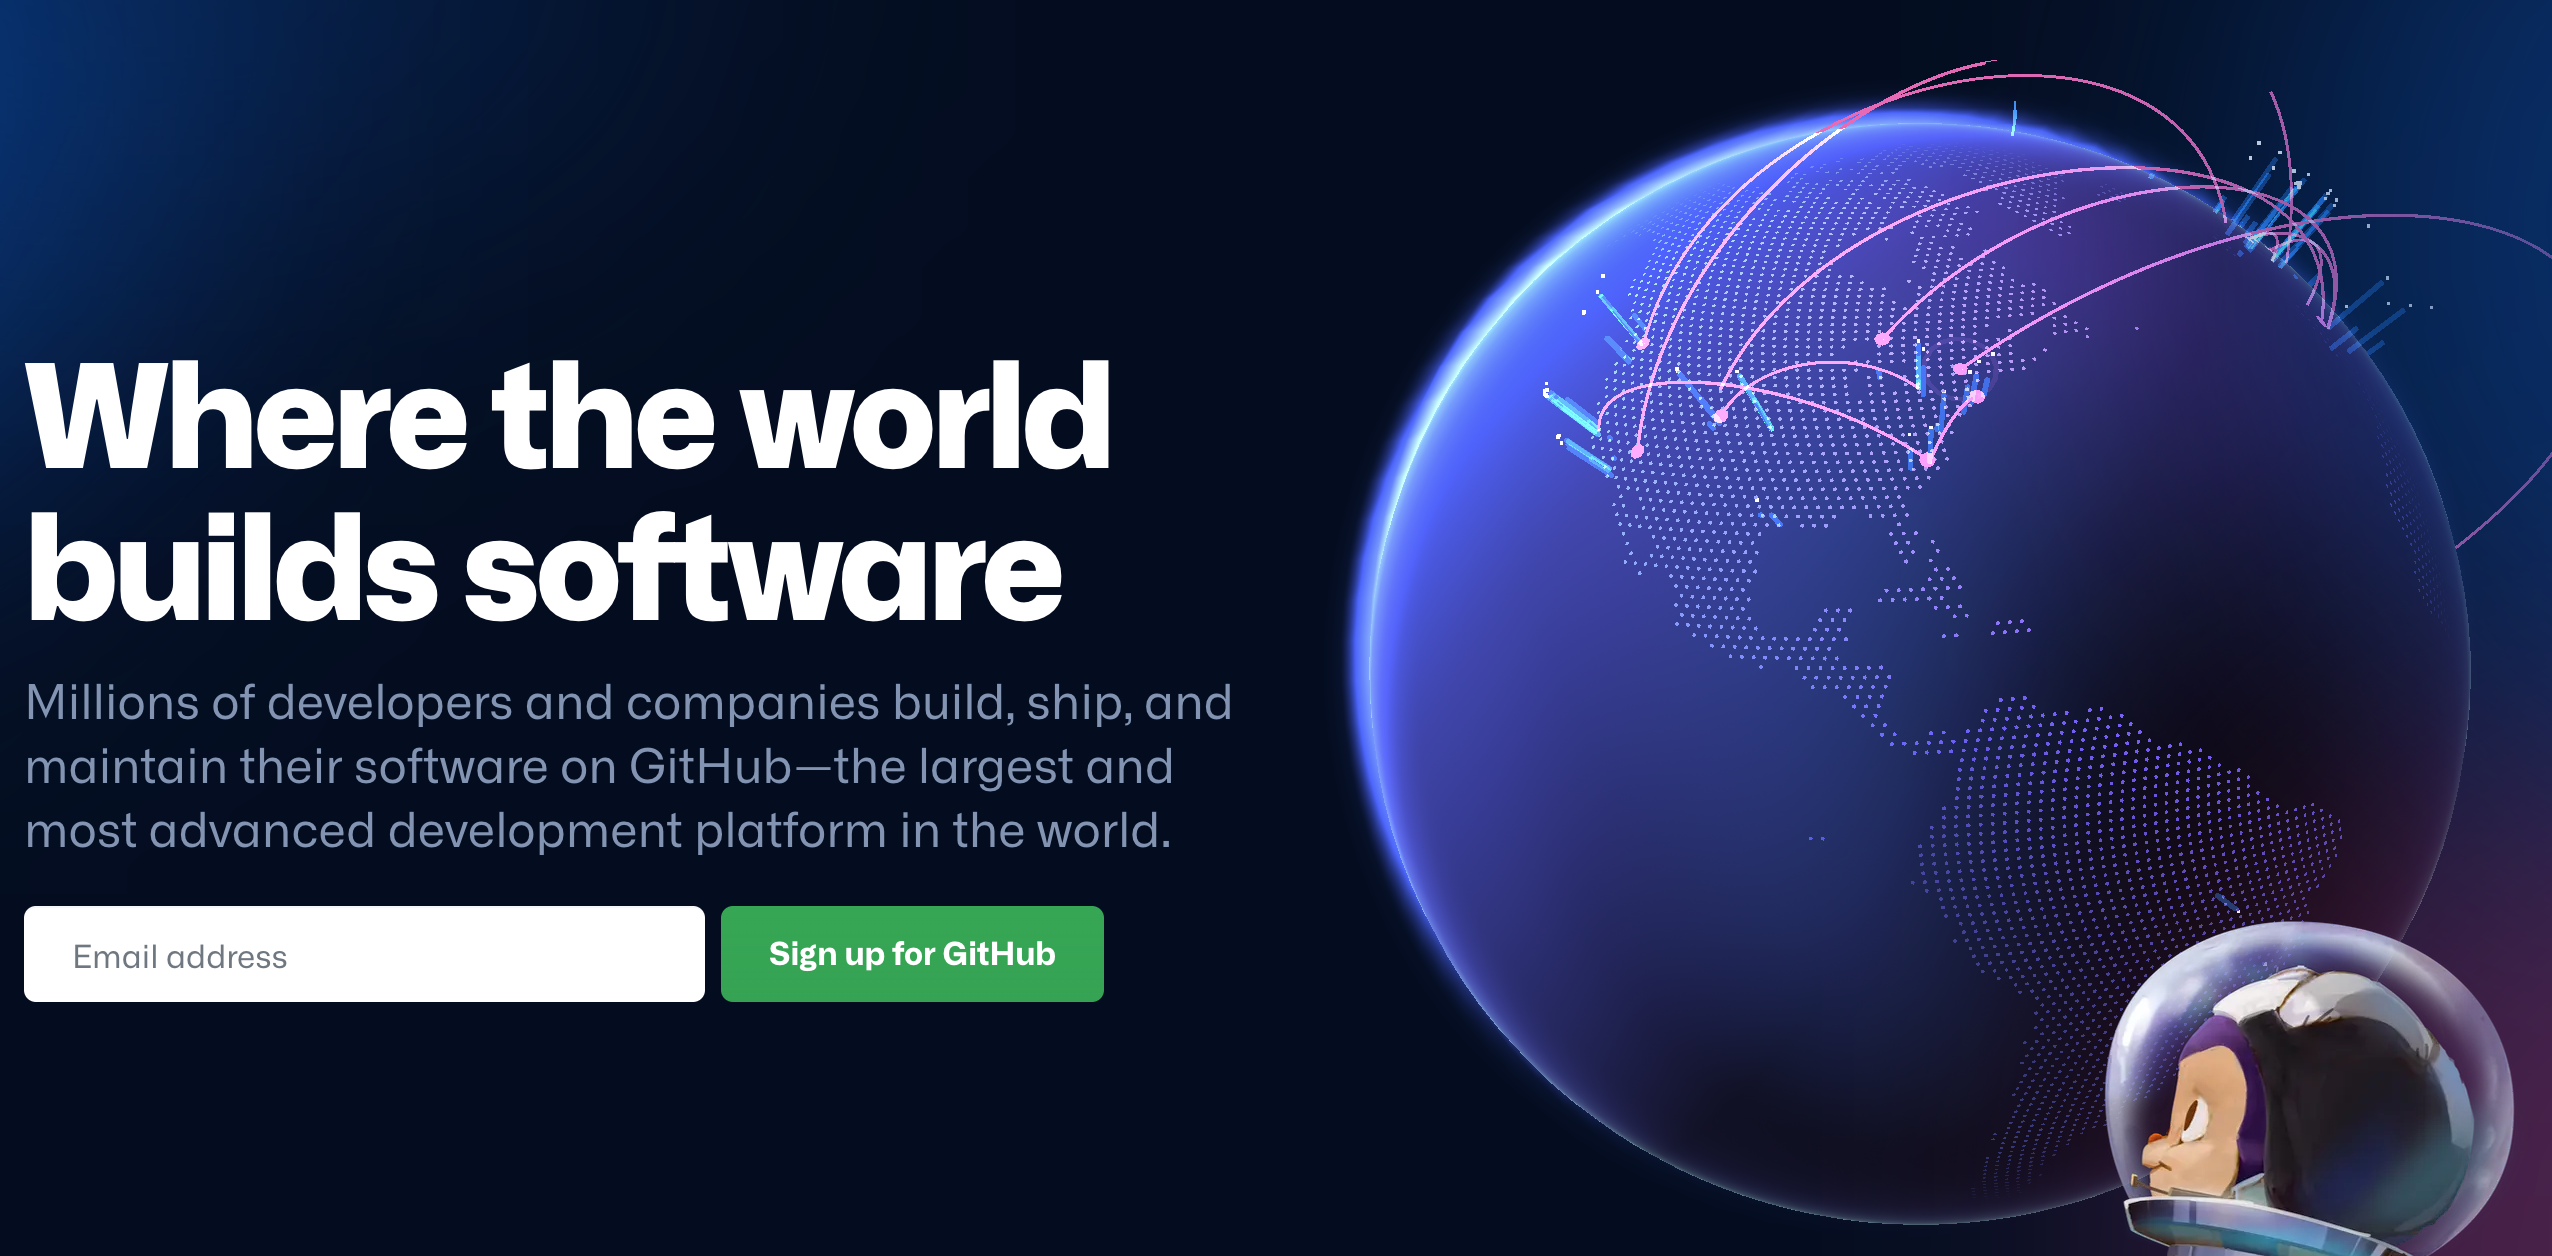 Where the world
builds software
Millions of developers and companies build, ship, and
maintain their software on GitHub—the largest and
most advanced development platform in the world.
Email address
Sign up for GitHub